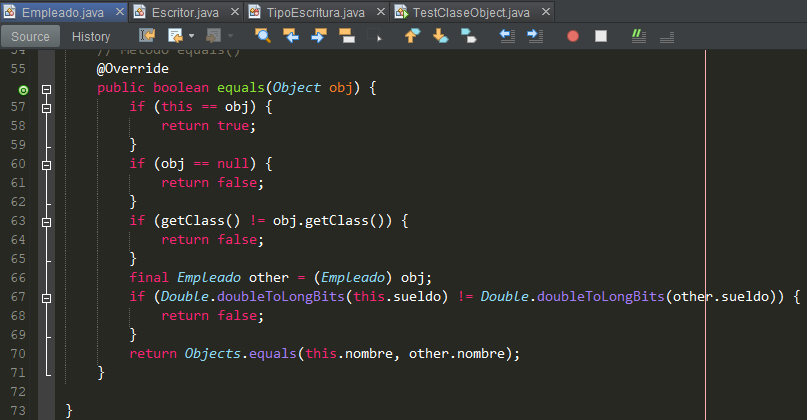 Empleado.java Escritor.java TipoEscritura.java TestClaseObject.java
Source History
54 // Método equals()
55 @Override
public boolean equals(Object obj) {
57 if (this == obj) {
58 return true;
59 }
60 if (obj == null) {
61 return false;
62 }
63 if (getClass() != obj.getClass()) {
64 return false;
65 }
66 final Empleado other = (Empleado) obj;
67 if (Double.doubleToLongBits(this.sueldo) != Double.doubleToLongBits(other.sueldo)) {
68 return false;
69 }
70 return Objects.equals(this.nombre, other.nombre);
71 }
72
73 }